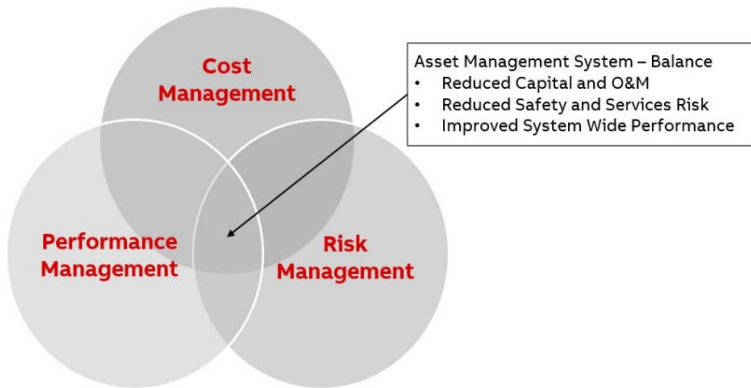 Cost
Management
Asset Management System – Balance
• Reduced Capital and O&M
• Reduced Safety and Services Risk
• Improved System Wide Performance
Performance
Management
Risk
Management